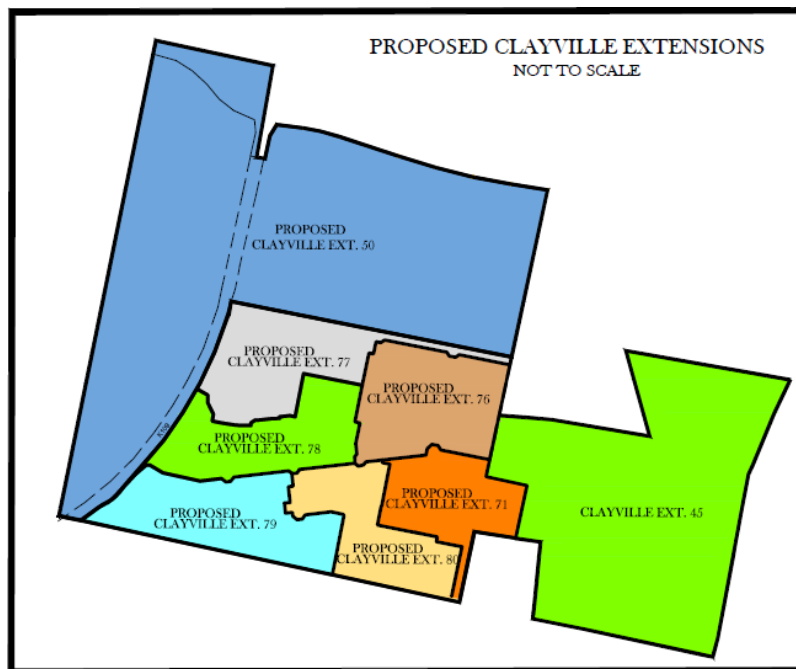 PROPOSED CLAYVILLE EXTENSIONS
NOT TO SCALE
PROPOSED
CLAYVILLE EXT. 50
PROPOSED
CLAYVILLE EXT. 77
PROPOSED
CLAYVILLE EXT. 76
PROPOSED
CLAYVILLE EXT. 78
PROPOSED
CLAYVILLE EXT. 71
CLAYVILLE EXT. 45
PROPOSED
CLAYVILLE EXT. 79
PROPOSED
CLAYVILLE EXT. 80